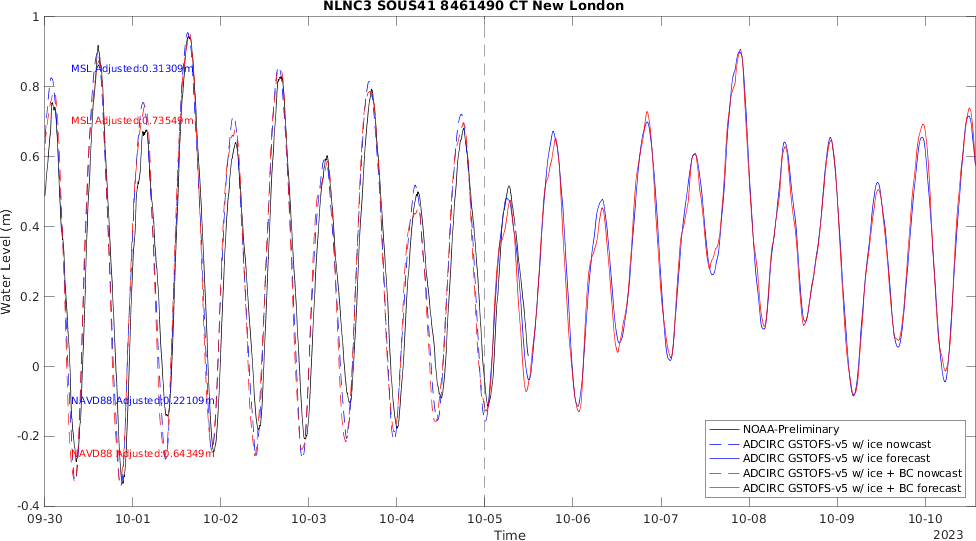 NLNC3 SOUS41 8461490 CT New London
1
0.8
0.6
0.4
0.2
0
-0.2
-0.4
Water Level (m)
MSL Adjusted:0.31309m
MSL Adjusted:0.73549m
NAVD88 Adjusted:0.22109m
NAVD88 Adjusted:0.64349m
NOAA-Preliminary
ADCIRC GSTOFS-v5 w/ ice nowcast
ADCIRC GSTOFS-v5 w/ ice forecast
ADCIRC GSTOFS-v5 w/ ice + BC nowcast
ADCIRC GSTOFS-v5 w/ ice + BC forecast
09-30 10-01 10-02 10-03 10-04 10-05 10-06 10-07 10-08 10-09 10-10
Time
2023